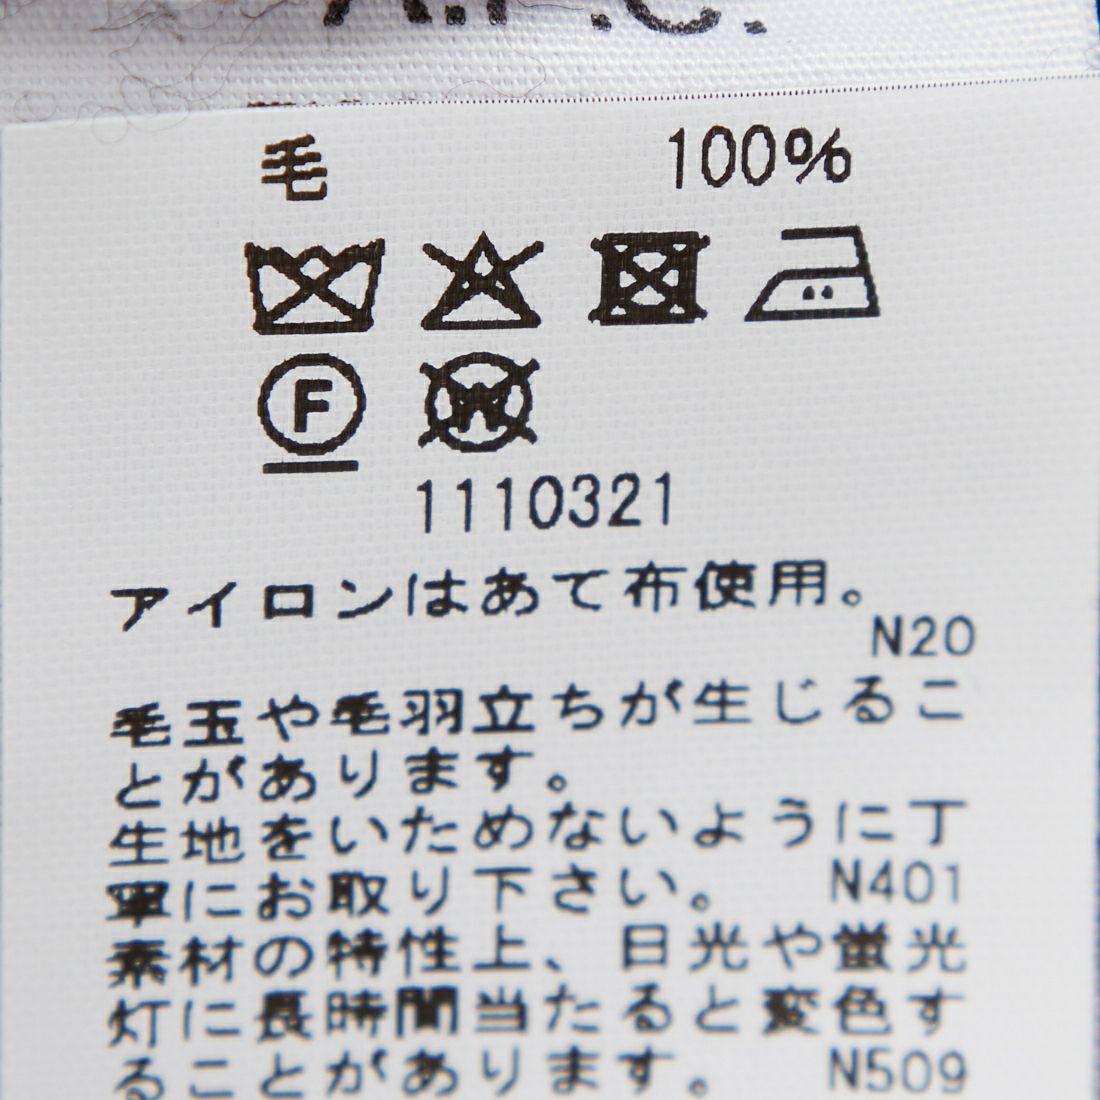 A.P.C.
毛 100%
F
W
1110321
アイロンはあて布使用。
N20
毛玉や毛羽立ちが生じるこ
とがあります。
生地をいためないように丁
寧にお取り下さい。 N401
素材の特性上、日光や蛍光
灯に長時間当たると変色す
ることがあります。 N509